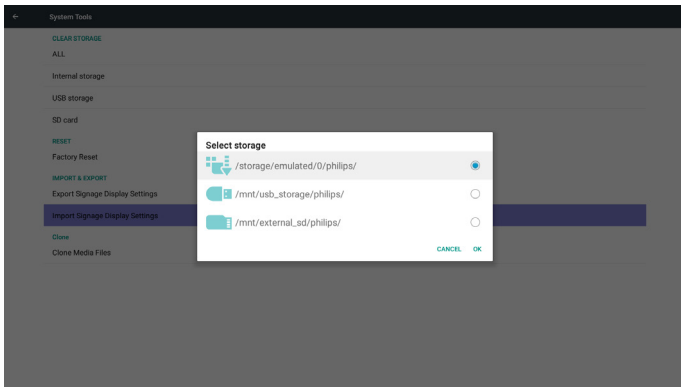 System Tools
CLEAR STORAGE
ALL
Internal storage
USB storage
SD card
RESET
Factory Reset
IMPORT & EXPORT
Export Signage Display Settings
Import Signage Display Settings
Clone
Clone Media Files
Select storage
/storage/emulated/0/philips/
/mnt/usb_storage/philips/
/mnt/external_sd/philips/
CANCEL OK